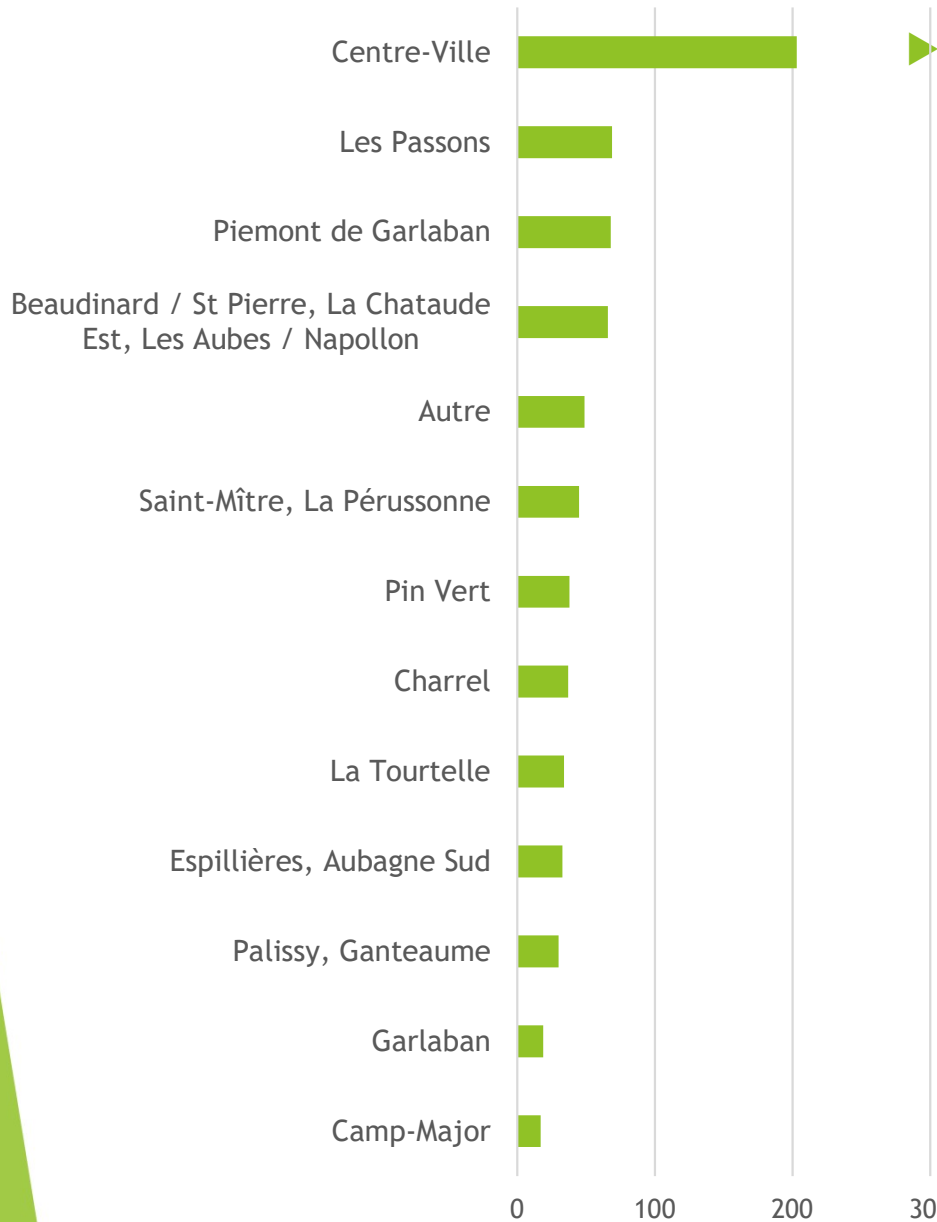 Centre-Ville
Les Passons
Piemont de Garlaban
Beaudinard / St Pierre, La Chataude
Est, Les Aubes / Napollon
Autre
Saint-Mître, La Pérussonne
Pin Vert
Charrel
La Tourtelle
Espillières, Aubagne Sud
Palissy, Ganteaume
Garlaban
Camp-Major
0 100 200 30